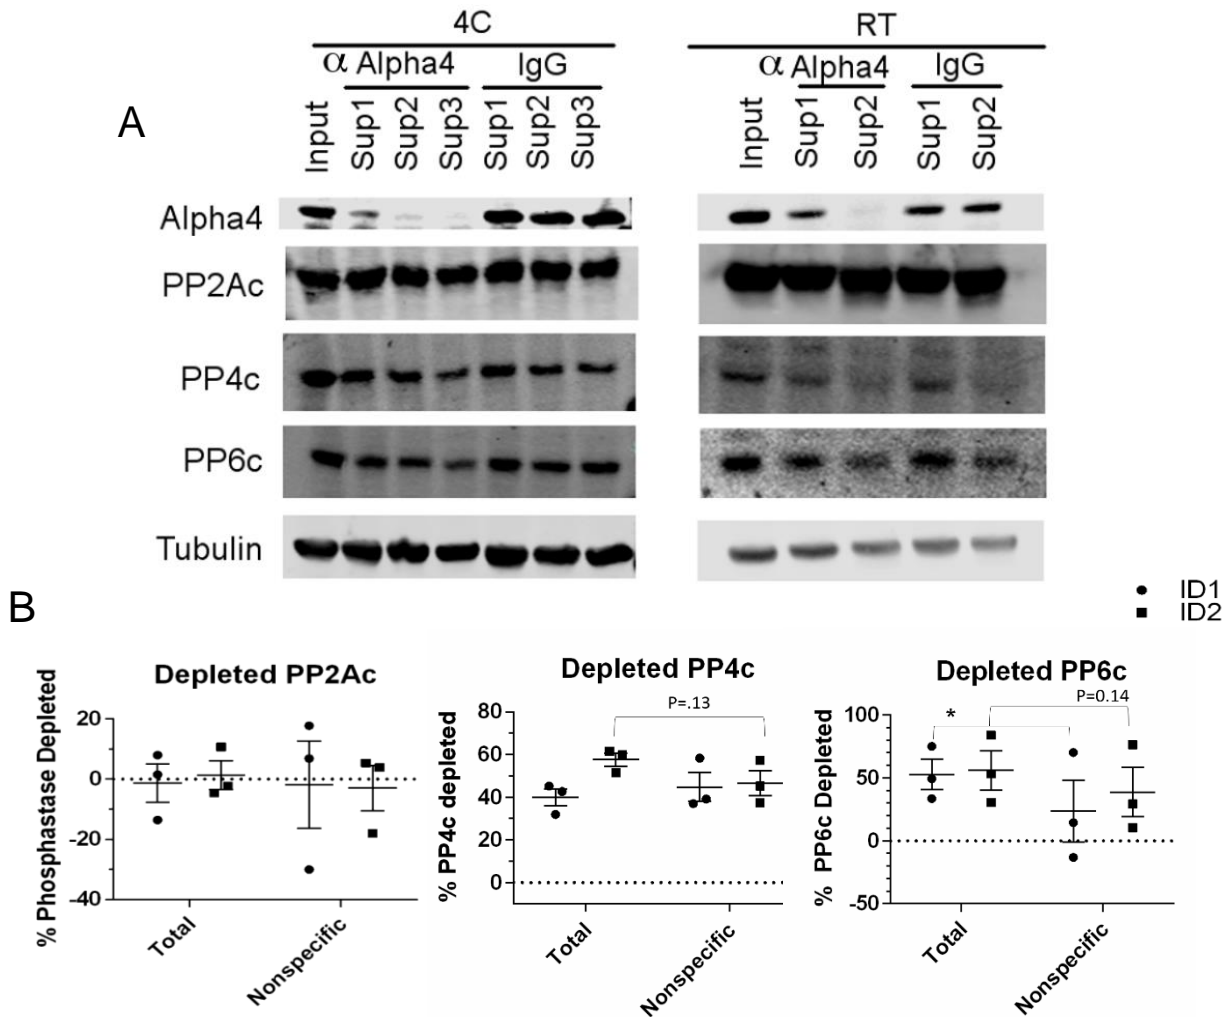 4C
RT
α Alpha4
IgG
α Alpha4
IgG
A
Input
Sup1
Sup2
Sup3
Sup1
Sup2
Sup3
Input
Sup1
Sup2
Sup1
Sup2
Alpha4
PP2Ac
PP4c
PP6c
Tubulin
B
ID1
ID2
Depleted PP2Ac
% Phosphastase Depleted
20
0
-20
-40
Total
Nonspecific
Depleted PP4c
% PP4c depleted
P=.13
80
60
40
20
0
Total
Nonspecific
Depleted PP6c
% PP6c Depleted
P=0.14
*
100
50
0
-50
Total
Nonspecific